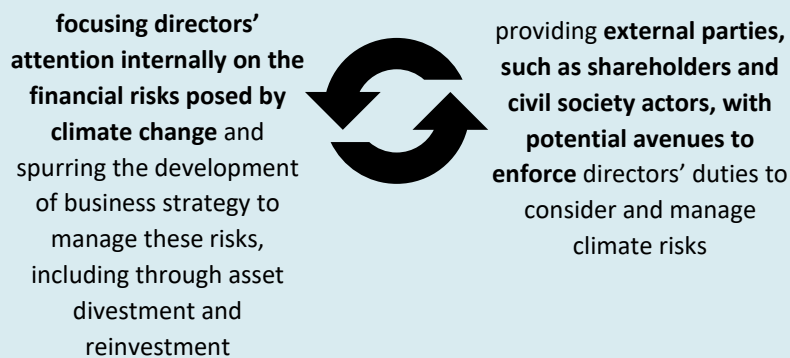 focusing directors’
attention internally on the
financial risks posed by
climate change and
spurring the development
of business strategy to
manage these risks,
including through asset
divestment and
reinvestment
providing external parties,
such as shareholders and
civil society actors, with
potential avenues to
enforce directors’ duties to
consider and manage
climate risks